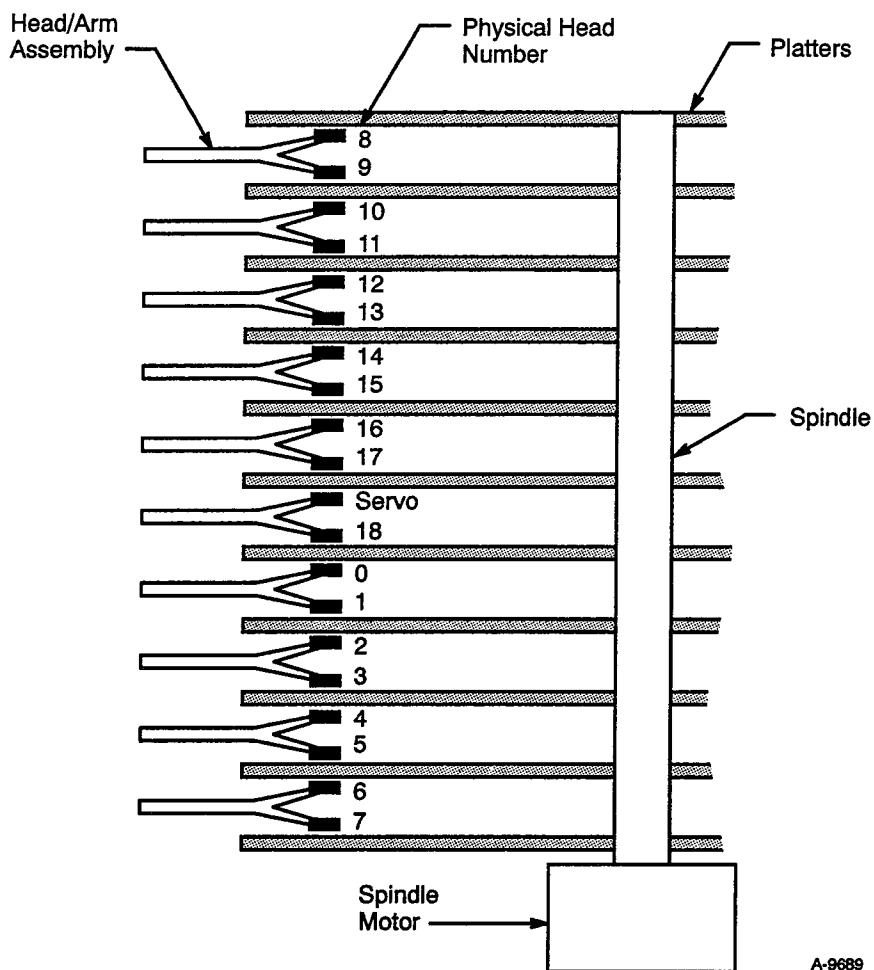 Head/Arm
Assembly
Physical Head
Number
Platters
8
9
10
11
12
13
14
15
16
17
Spindle
Servo
18
0
1
2
3
4
5
6
7
Spindle
Motor
A-9689